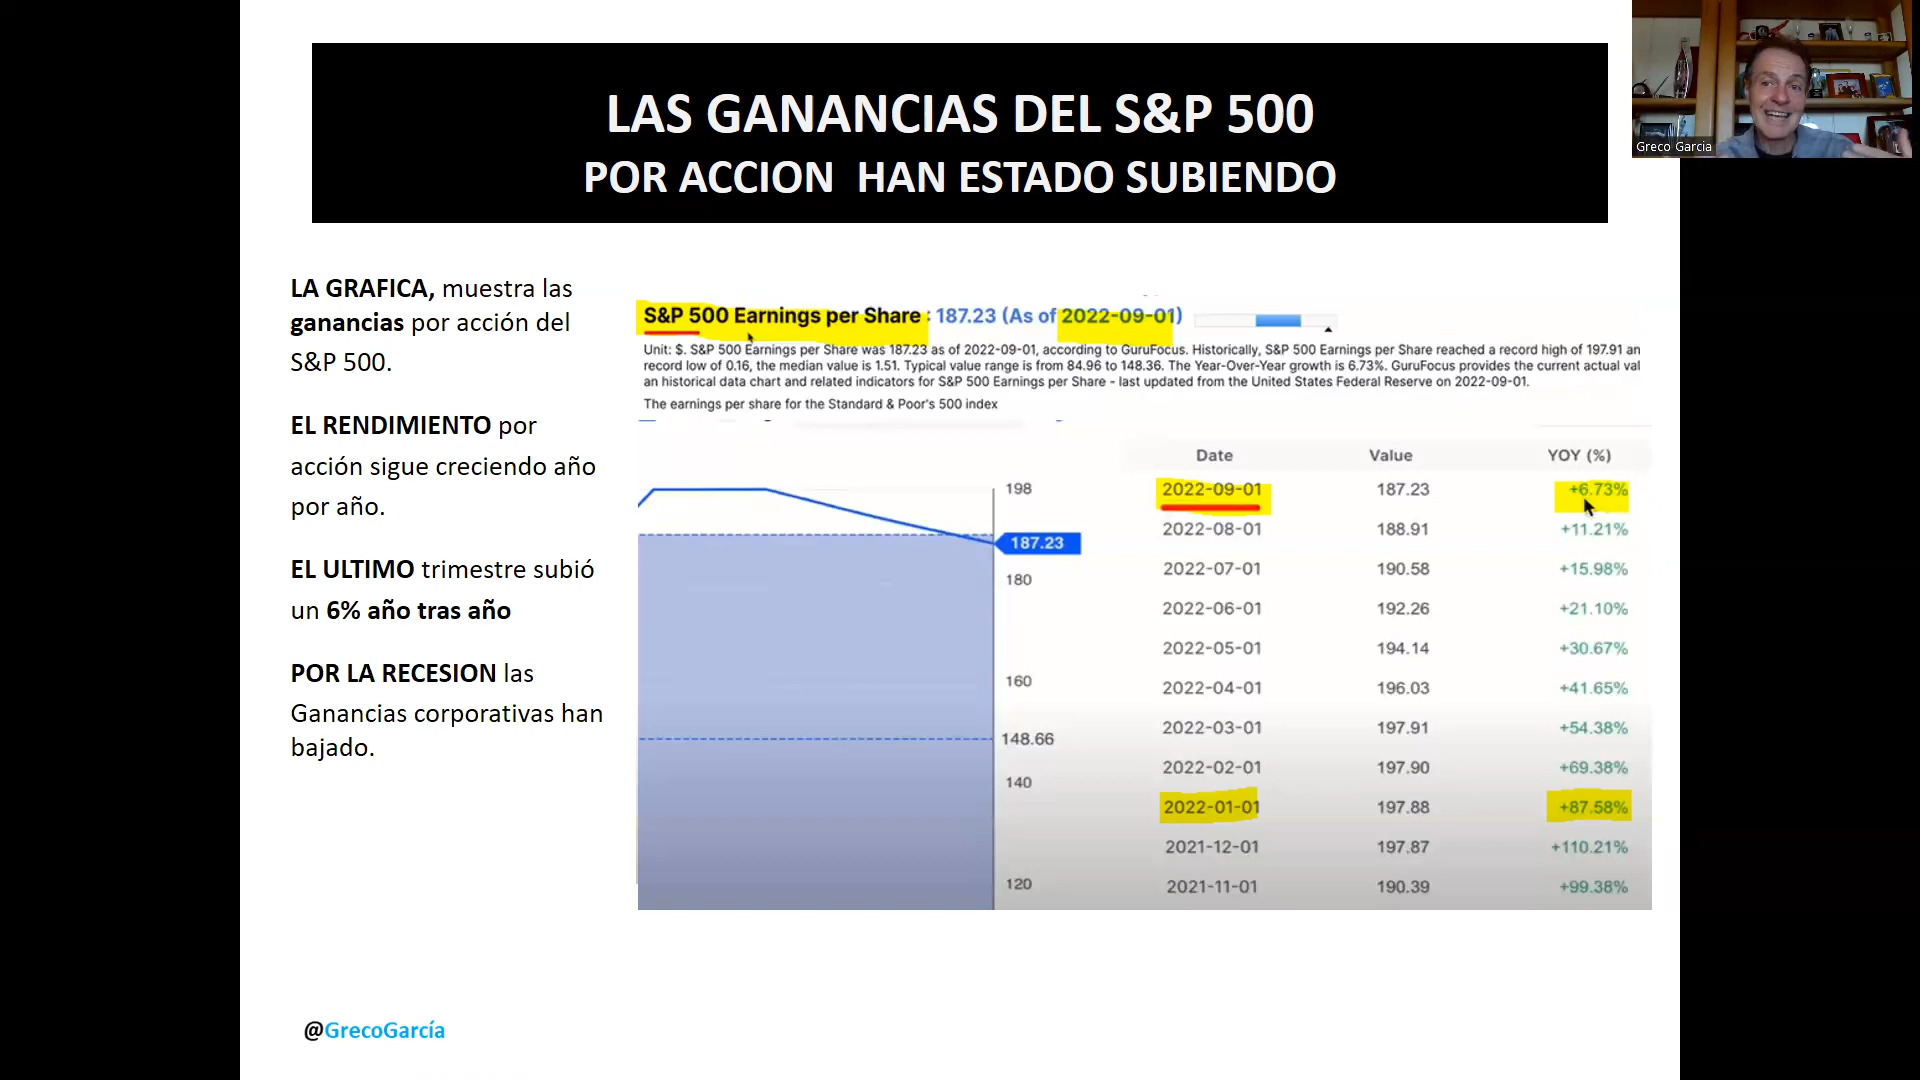 LAS GANANCIAS DEL S&P 500
POR ACCION HAN ESTADO SUBIENDO
Greco Garcia
LA GRAFICA, muestra las
ganancias por acción del
S&P 500.
EL RENDIMIENTO por
acción sigue creciendo año
por año.
EL ULTIMO trimestre subió
un 6% año tras año
POR LA RECESION las
Ganancias corporativas han
bajado.
S&P 500 Earnings per Share : 187.23 (As of 2022-09-01)
Unit: $. S&P 500 Earnings per Share was 187.23 as of 2022-09-01, according to GuruFocus. Historically, S&P 500 Earnings per Share reached a record high of 197.91 an
record low of 0.16, the median value is 1.51. Typical value range is from 84.96 to 148.36. The Year-Over-Year growth is 6.73%. GuruFocus provides the current actual val
an historical data chart and related indicators for S&P 500 Earnings per Share - last updated from the United States Federal Reserve on 2022-09-01.
The earnings per share for the Standard & Poor's 500 index
198
187.23
180
160
148.66
140
120
Date Value YOY (%)
2022-09-01 187.23 +6.73%
2022-08-01 188.91 +11.21%
2022-07-01 190.58 +15.98%
2022-06-01 192.26 +21.10%
2022-05-01 194.14 +30.67%
2022-04-01 196.03 +41.65%
2022-03-01 197.91 +54.38%
2022-02-01 197.90 +69.38%
2022-01-01 197.88 +87.58%
2021-12-01 197.87 +110.21%
2021-11-01 190.39 +99.38%
@GrecoGarcía